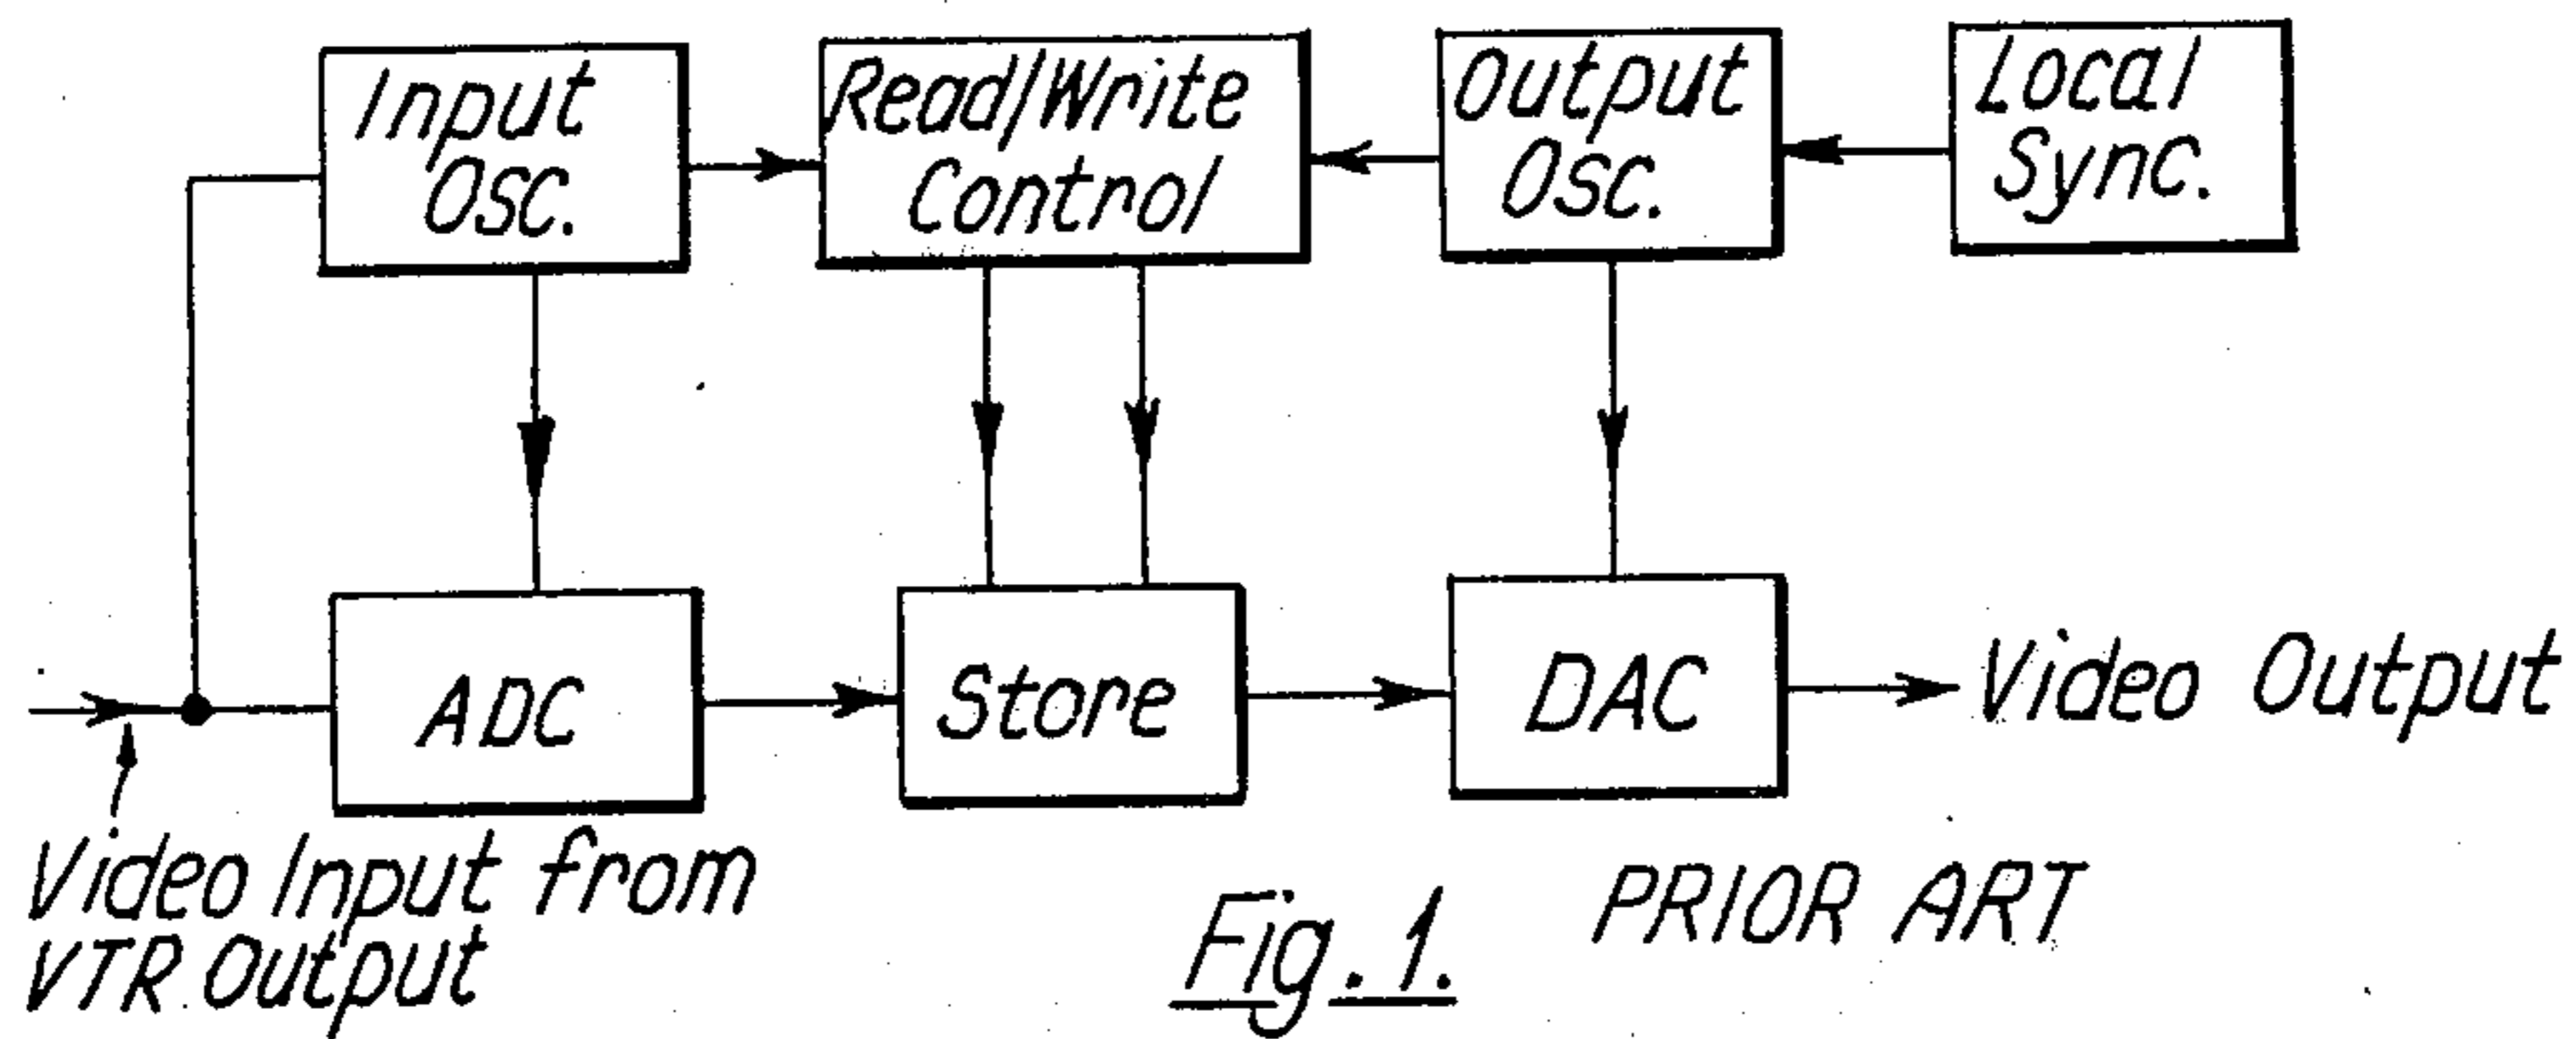 Input
Osc.
Read/Write
Control
Output
Osc.
Local
Sync.
ADC
Store
DAC
Video Output
Video Input from
VTR Output
Fig. 1.
PRIOR ART